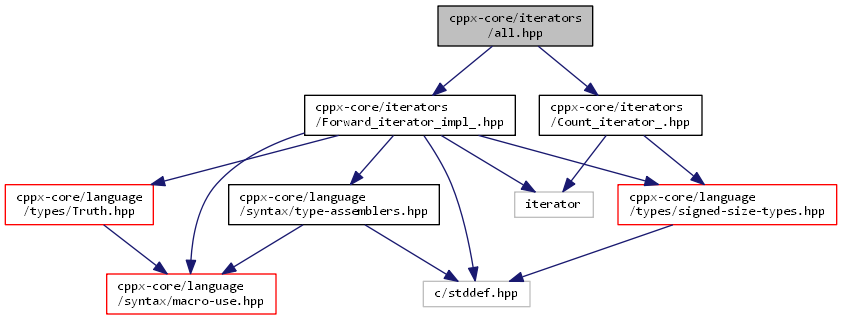 cppx-core/iterators
/all.hpp
cppx-core/iterators
/Forward_iterator_impl_.hpp
cppx-core/iterators
/Count_iterator_.hpp
cppx-core/language
/types/Truth.hpp
cppx-core/language
/syntax/type-assemblers.hpp
iterator
cppx-core/language
/types/signed-size-types.hpp
cppx-core/language
/syntax/macro-use.hpp
c/stddef.hpp